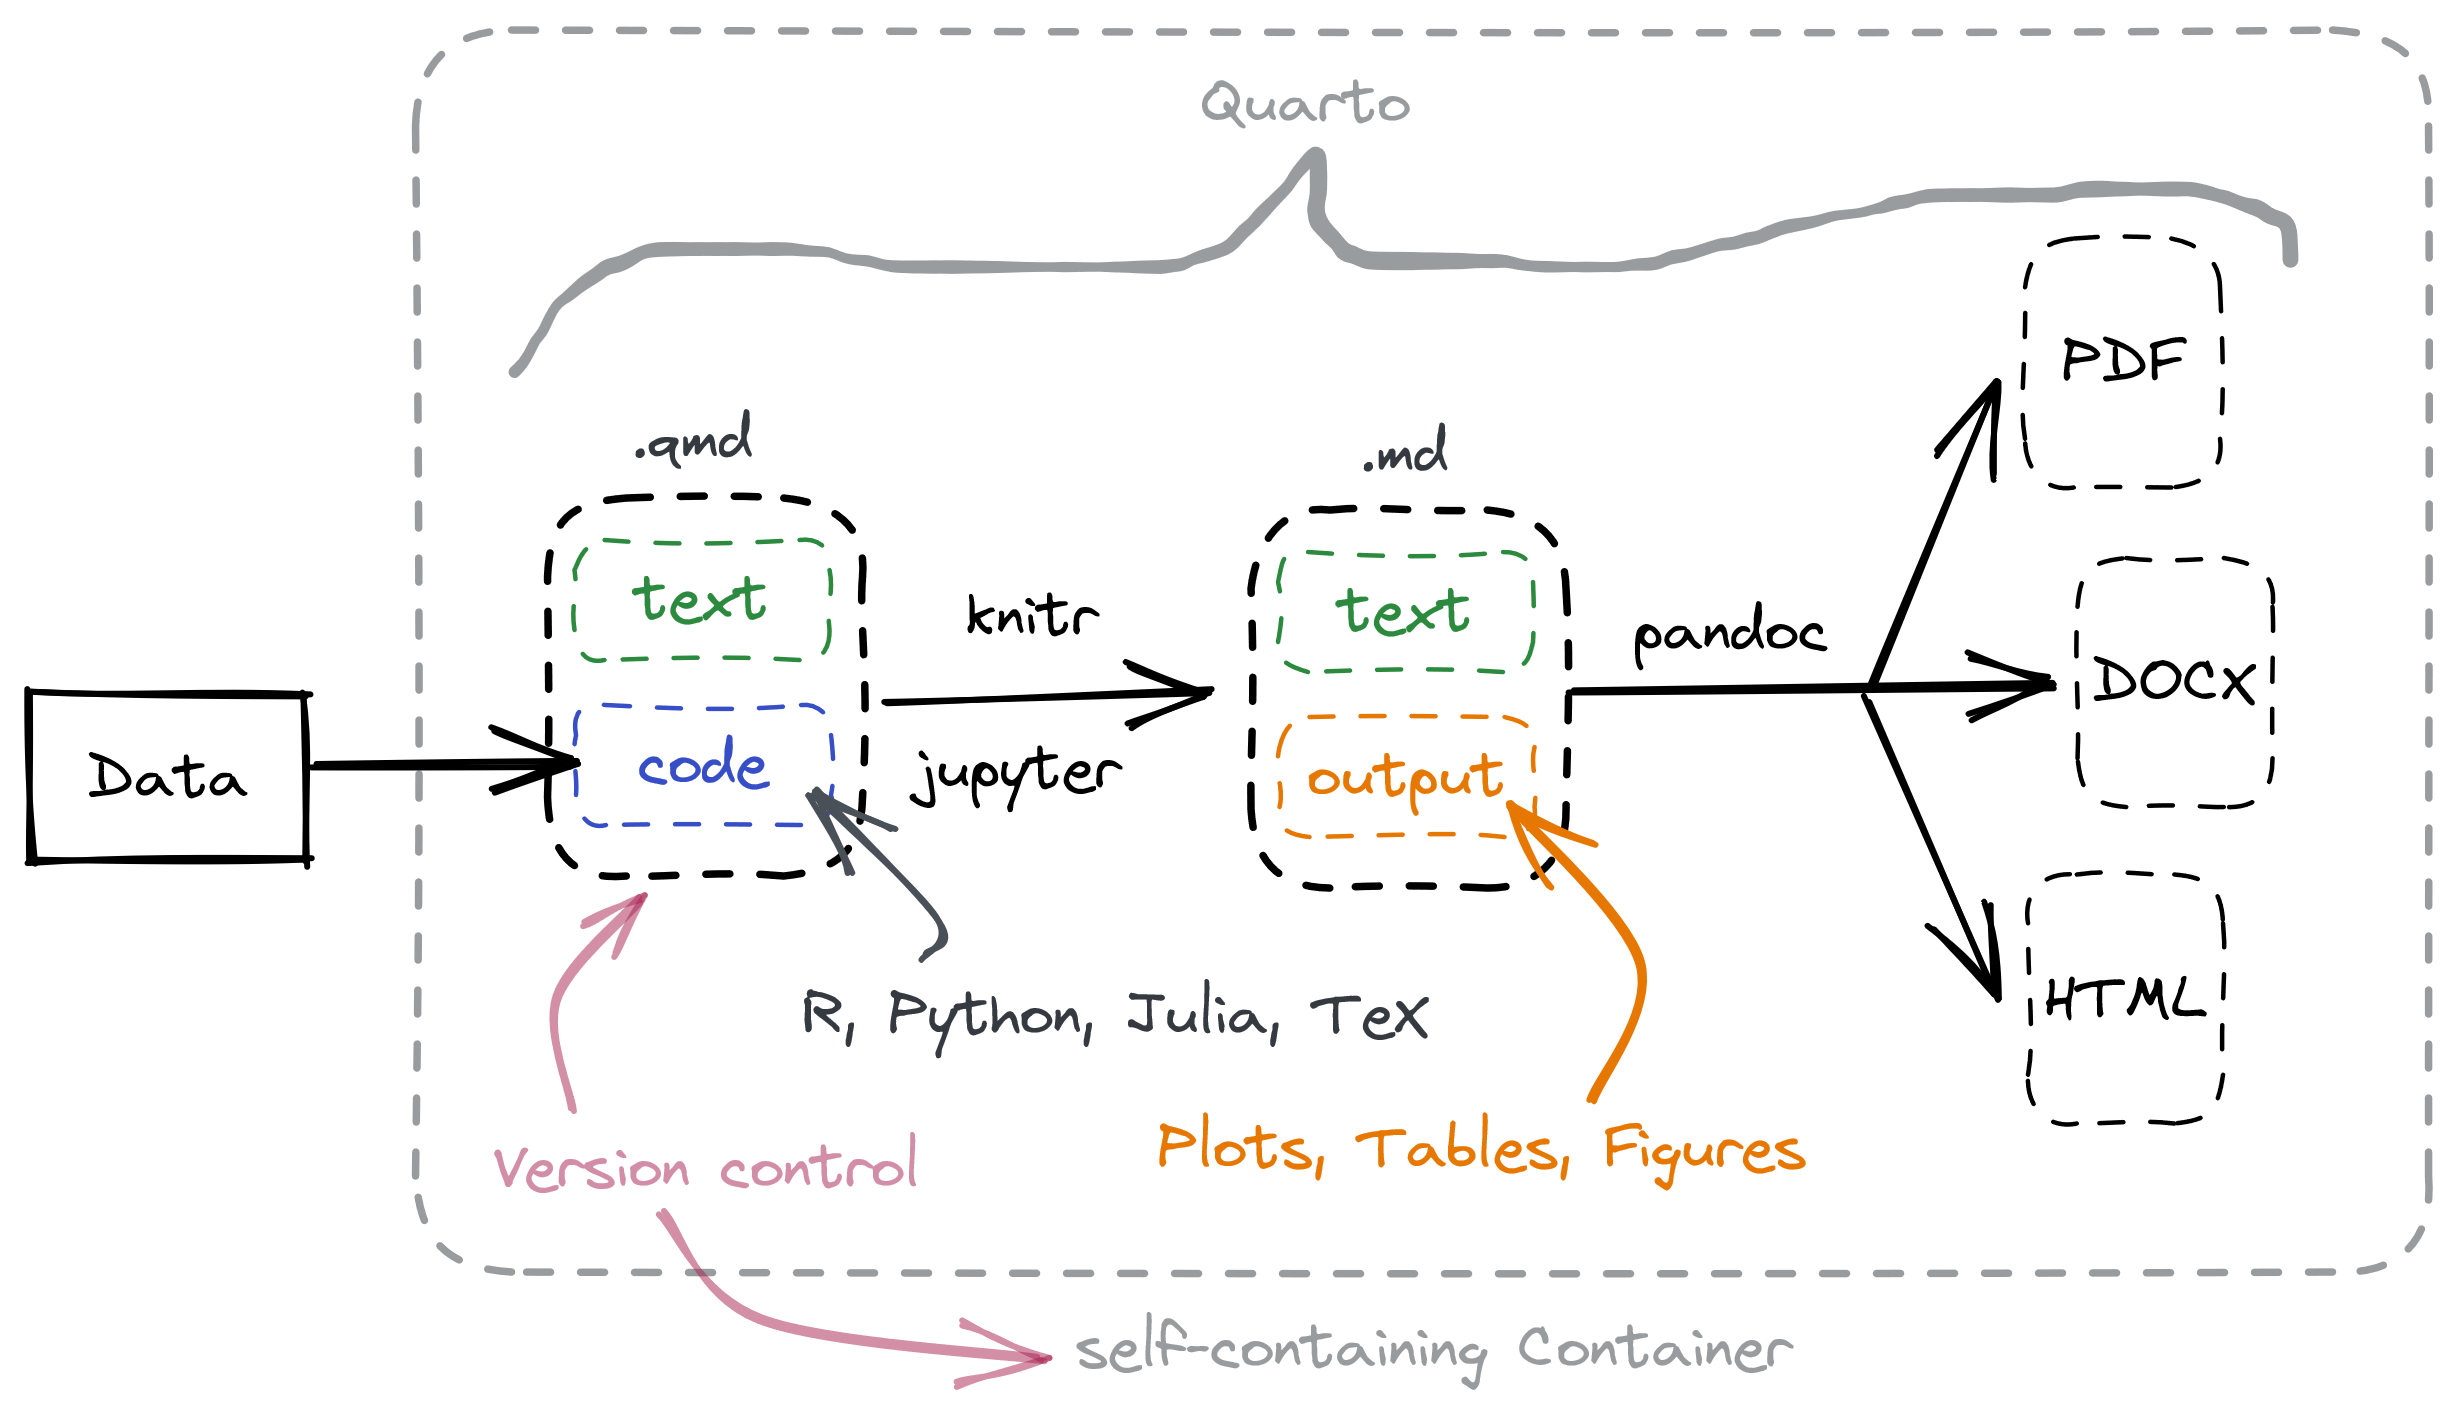 Quarto
.qmd
.md
PDF
text
text
knitr
pandoc
DOCX
Data
code
jupyter
output
R, Python, Julia, TeX
HTML
Version control
Plots, Tables, Figures
self-containing Container